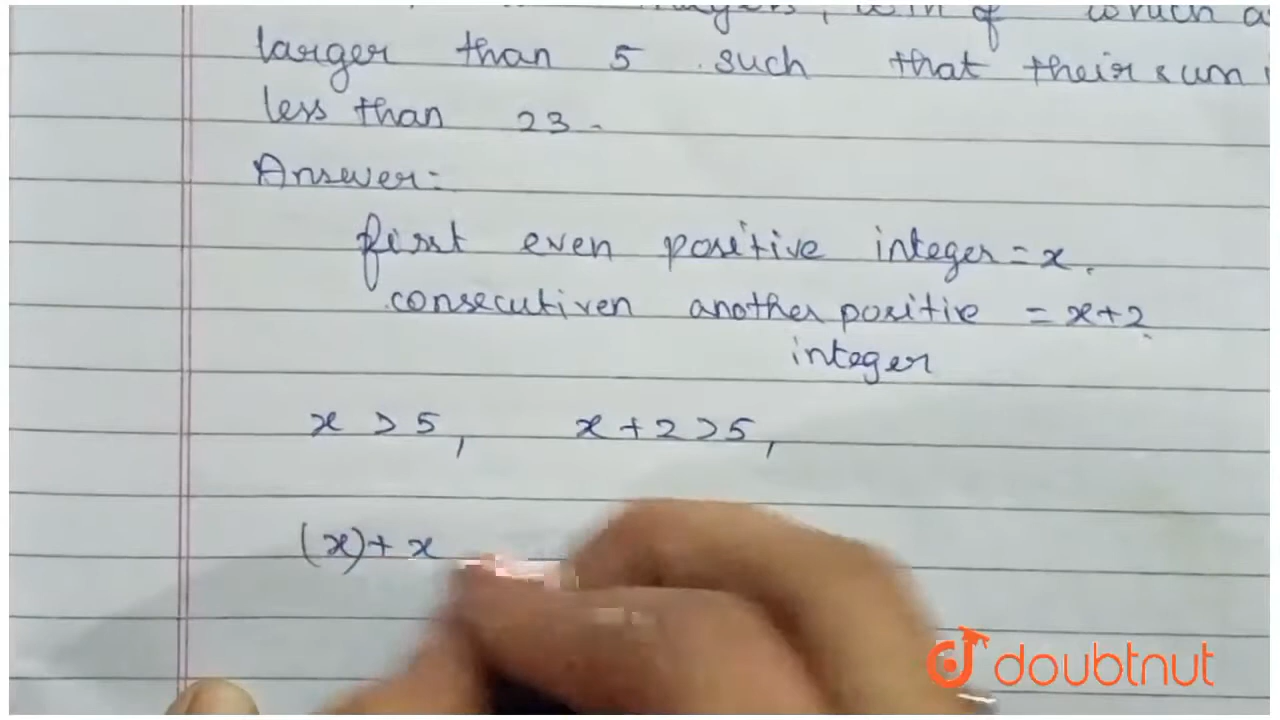 which
larger than 5 such that their sum
less than 23.
Answer:
first even positive integer = x.
consecutiven another positive = x+2
integer
x > 5, x + 2 > 5,
(x) + x
doubtnut